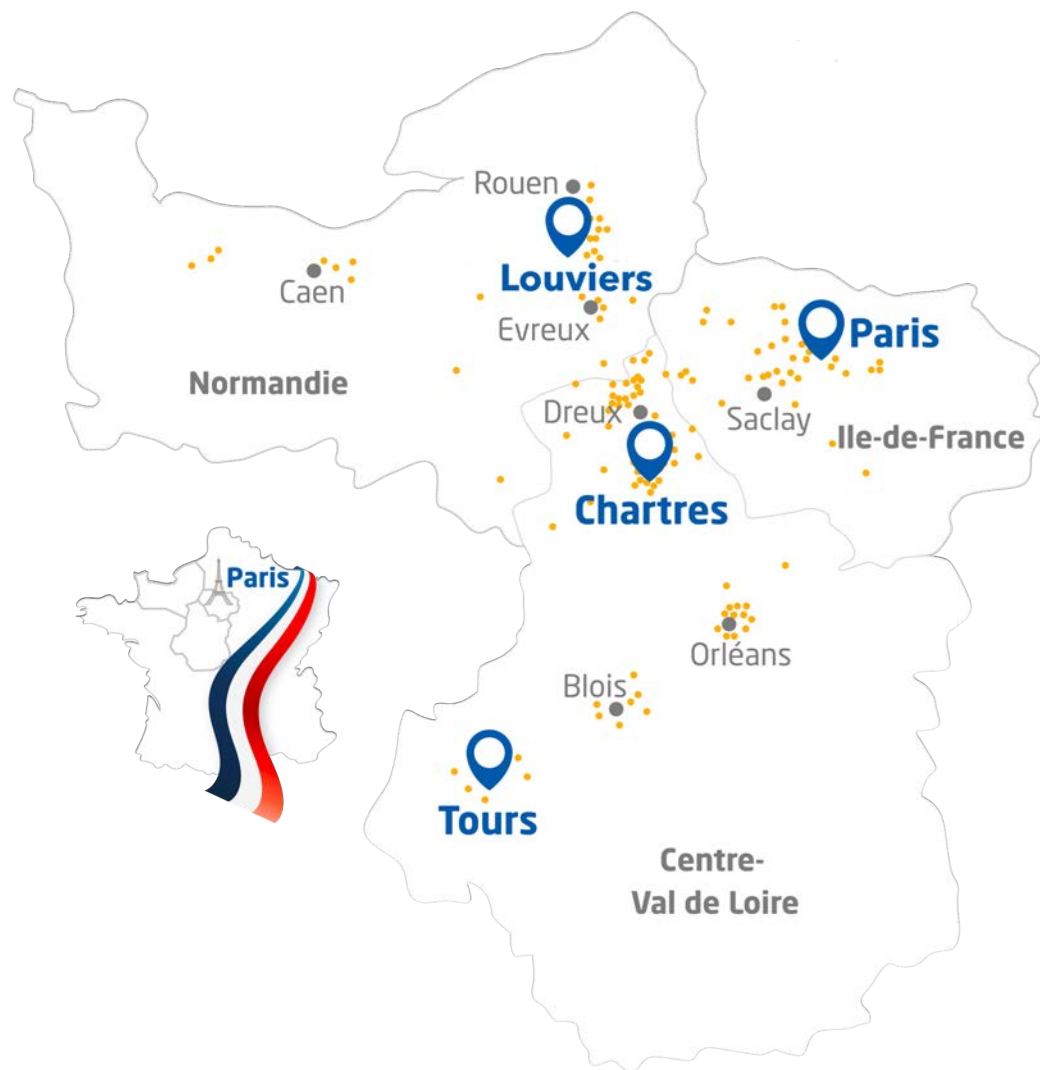 Rouen
Louviers
Caen
Evreux
Paris
Normandie
Dreux
Saclay
Ile-de-France
Chartres
Paris
Orléans
Blois
Tours
Centre-
Val de Loire